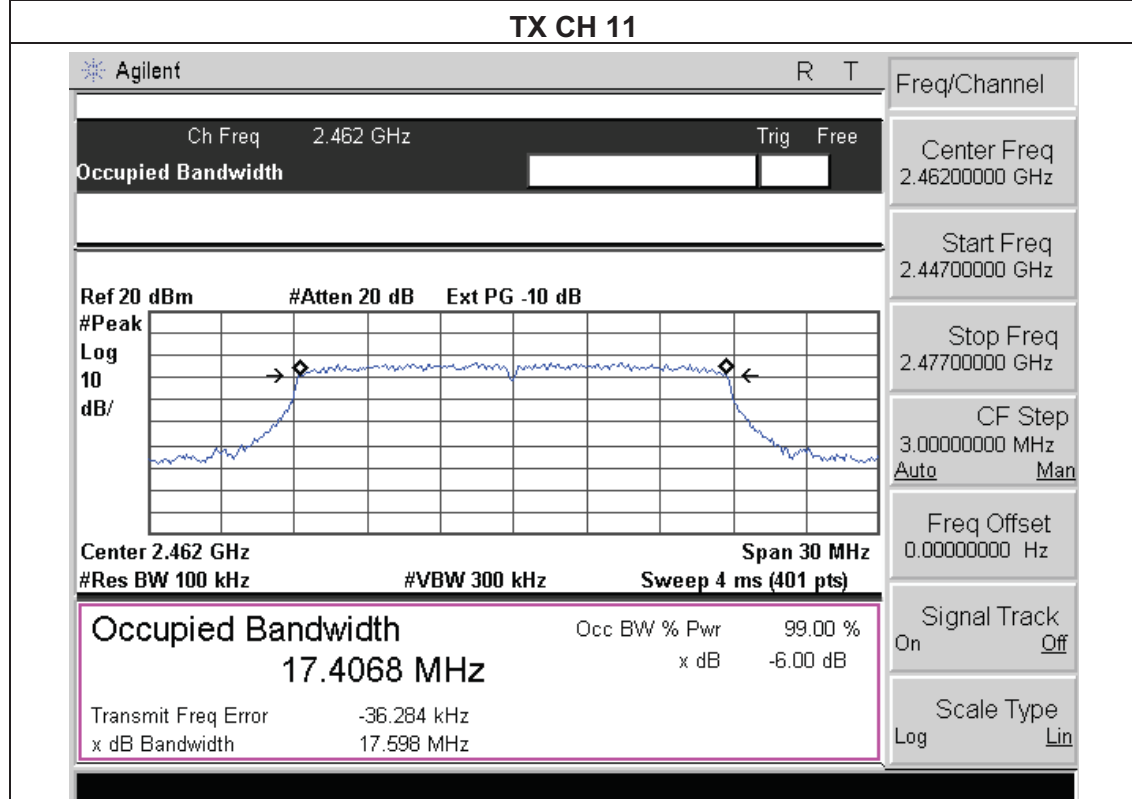 TX CH 11
Agilent R T
Ch Freq 2.462 GHz Trig Free
Occupied Bandwidth
Ref 20 dBm #Atten 20 dB Ext PG -10 dB
#Peak
Log
10
dB/
Center 2.462 GHz Span 30 MHz
#Res BW 100 kHz #VBW 300 kHz Sweep 4 ms (401 pts)
Occupied Bandwidth Occ BW % Pwr 99.00 %
17.4068 MHz x dB -6.00 dB
Transmit Freq Error -36.284 kHz
x dB Bandwidth 17.598 MHz
Freq/Channel
Center Freq
2.46200000 GHz
Start Freq
2.44700000 GHz
Stop Freq
2.47700000 GHz
CF Step
3.00000000 MHz
Auto Man
Freq Offset
0.00000000 Hz
Signal Track
On Off
Scale Type
Log Lin